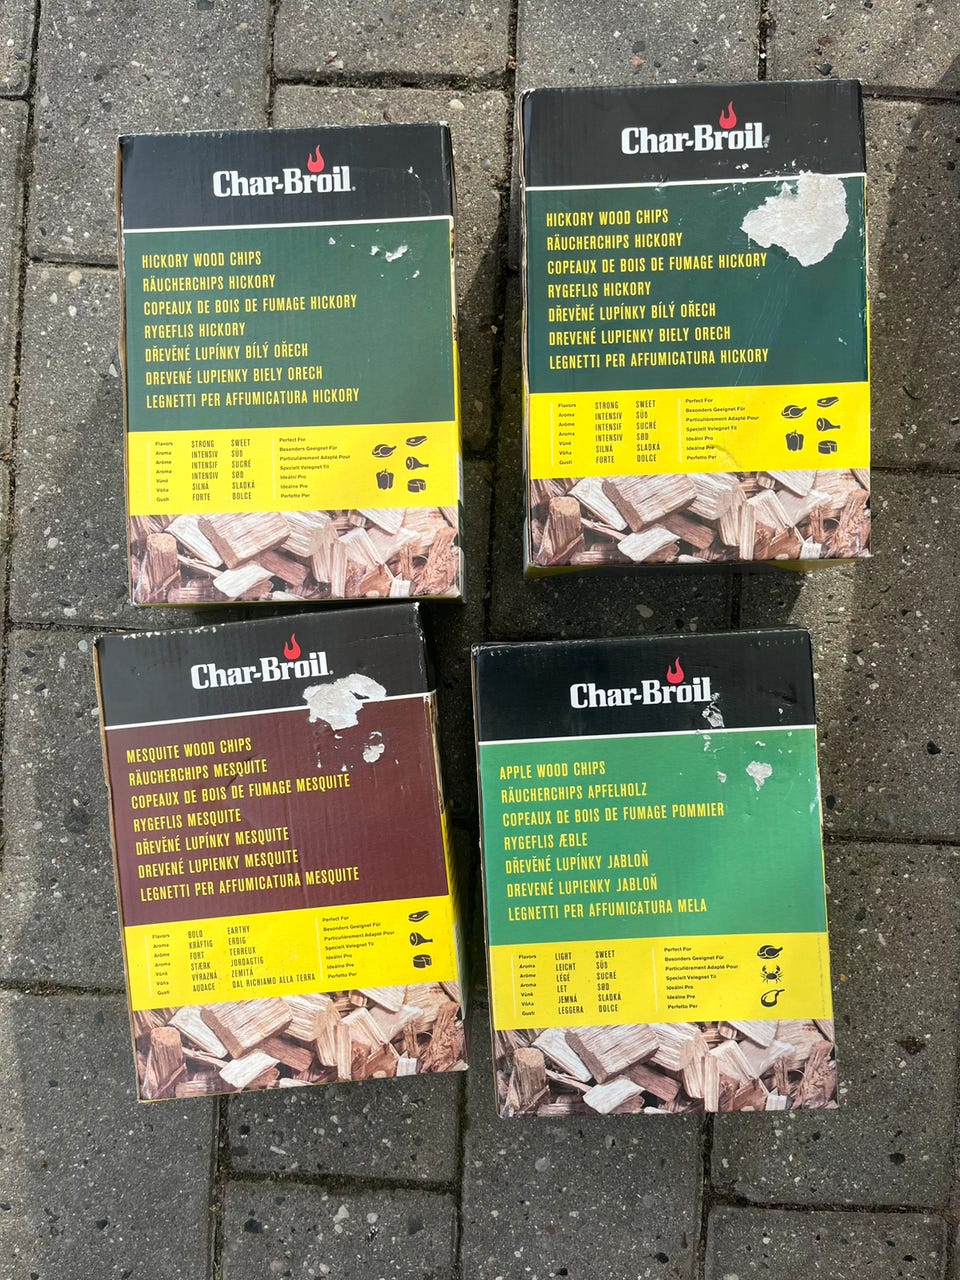 Char-Broil®
HICKORY WOOD CHIPS
RÄUCHERCHIPS HICKORY
COPEAUX DE BOIS DE FUMAGE HICKORY
RYGEFLIS HICKORY
DŘEVĚNÉ LUPÍNKY BÍLÝ OŘECH
DREVENÉ LUPIENKY BIELY ORECH
LEGNETTI PER AFFUMICATURA HICKORY
Flavors STRONG SWEET
Aroma INTENSIV SÜß
Arôme INTENSIF SUCRÉ
Aroma INTENSIV SØD
Vůně SILNÁ SLADKÁ
Gusti FORTE DOLCE
Perfect For
Besonders Geeignet Für
Particulièrement Adapté Pour
Specielt Velegnet Til
Ideální Pro
Ideálne Pre
Perfetto Per
Char-Broil®
HICKORY WOOD CHIPS
RÄUCHERCHIPS HICKORY
COPEAUX DE BOIS DE FUMAGE HICKORY
RYGEFLIS HICKORY
DŘEVĚNÉ LUPÍNKY BÍLÝ OŘECH
DREVENÉ LUPIENKY BIELY ORECH
LEGNETTI PER AFFUMICATURA HICKORY
Flavors STRONG SWEET
Aroma INTENSIV SÜß
Arôme INTENSIF SUCRÉ
Aroma INTENSIV SØD
Vůně SILNÁ SLADKÁ
Gusti FORTE DOLCE
Perfect For
Besonders Geeignet Für
Particulièrement Adapté Pour
Specielt Velegnet Til
Ideální Pro
Ideálne Pre
Perfetto Per
Char-Broil®
MESQUITE WOOD CHIPS
RÄUCHERCHIPS MESQUITE
COPEAUX DE BOIS DE FUMAGE MESQUITE
RYGEFLIS MESQUITE
DŘEVĚNÉ LUPÍNKY MESQUITE
DREVENÉ LUPIENKY MESQUITE
LEGNETTI PER AFFUMICATURA MESQUITE
Flavors BOLD EARTHY
Aroma KRÄFTIG ERDIG
Arôme FORT TERREUX
Aroma STÆRK JORDAGTIG
Vůně VÝRAZNÁ ZEMITÁ
Vôňa
Gusti AUDACE DAL RICHIAMO ALLA TERRA
Perfect For
Besonders Geeignet Für
Particulièrement Adapté Pour
Specielt Velegnet Til
Ideální Pro
Ideálne Pre
Perfetto Per
Char-Broil
APPLE WOOD CHIPS
RÄUCHERCHIPS APFELHOLZ
COPEAUX DE BOIS DE FUMAGE POMMIER
RYGEFLIS ÆBLE
DŘEVĚNÉ LUPÍNKY JABLOŇ
DREVENÉ LUPIENKY JABLOŇ
LEGNETTI PER AFFUMICATURA MELA
Flavors LIGHT SWEET
Aroma LEICHT SÜß
Arôme LÉGÉ SUCRÉ
Aroma LET SØD
Vůně JEMNÁ SLADKÁ
Vôňa
Gusti LEGGERA DOLCE
Perfect For
Besonders Geeignet Für
Particulièrement Adapté Pour
Specielt Velegnet Til
Ideální Pro
Ideálne Pre
Perfetto Per